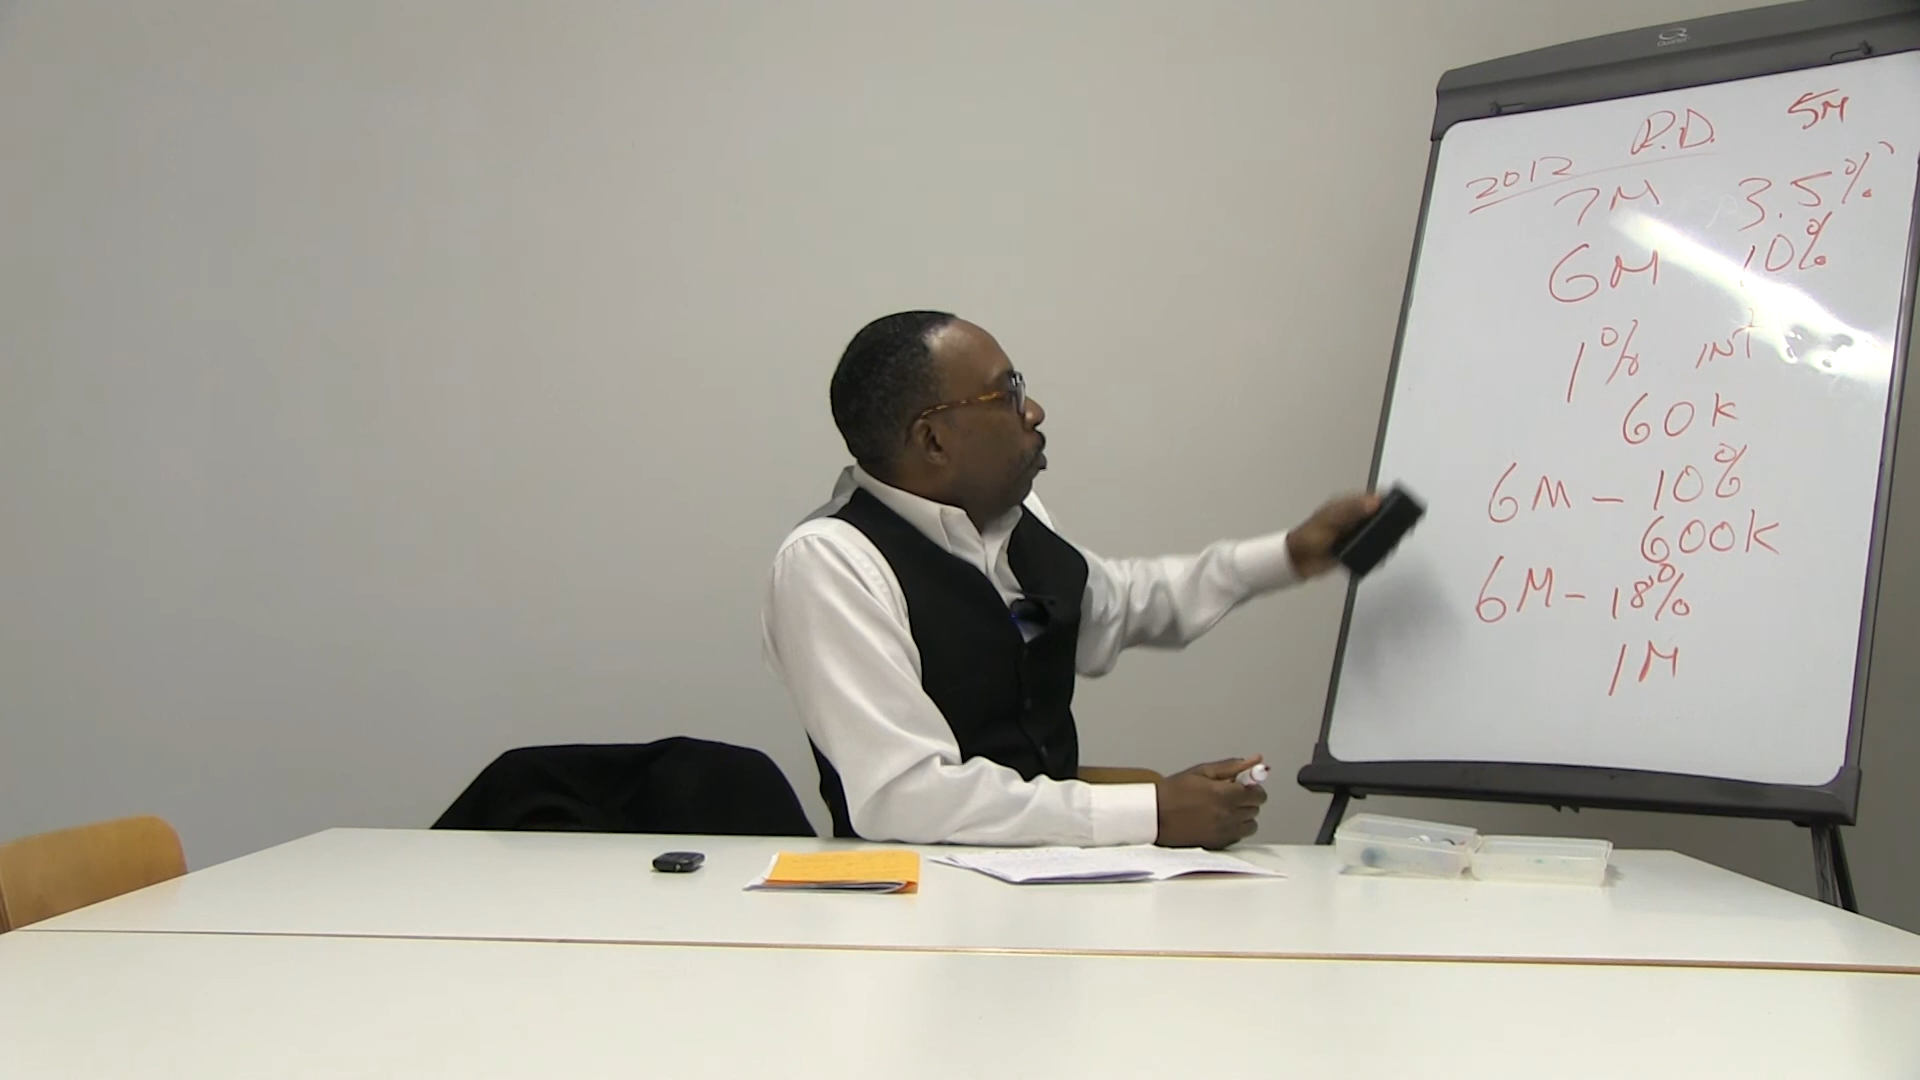 R.D. 5M
2012
7M 3.5%
6M 10%
1% INT
60K
6M - 10%
600K
6M - 18%
1M